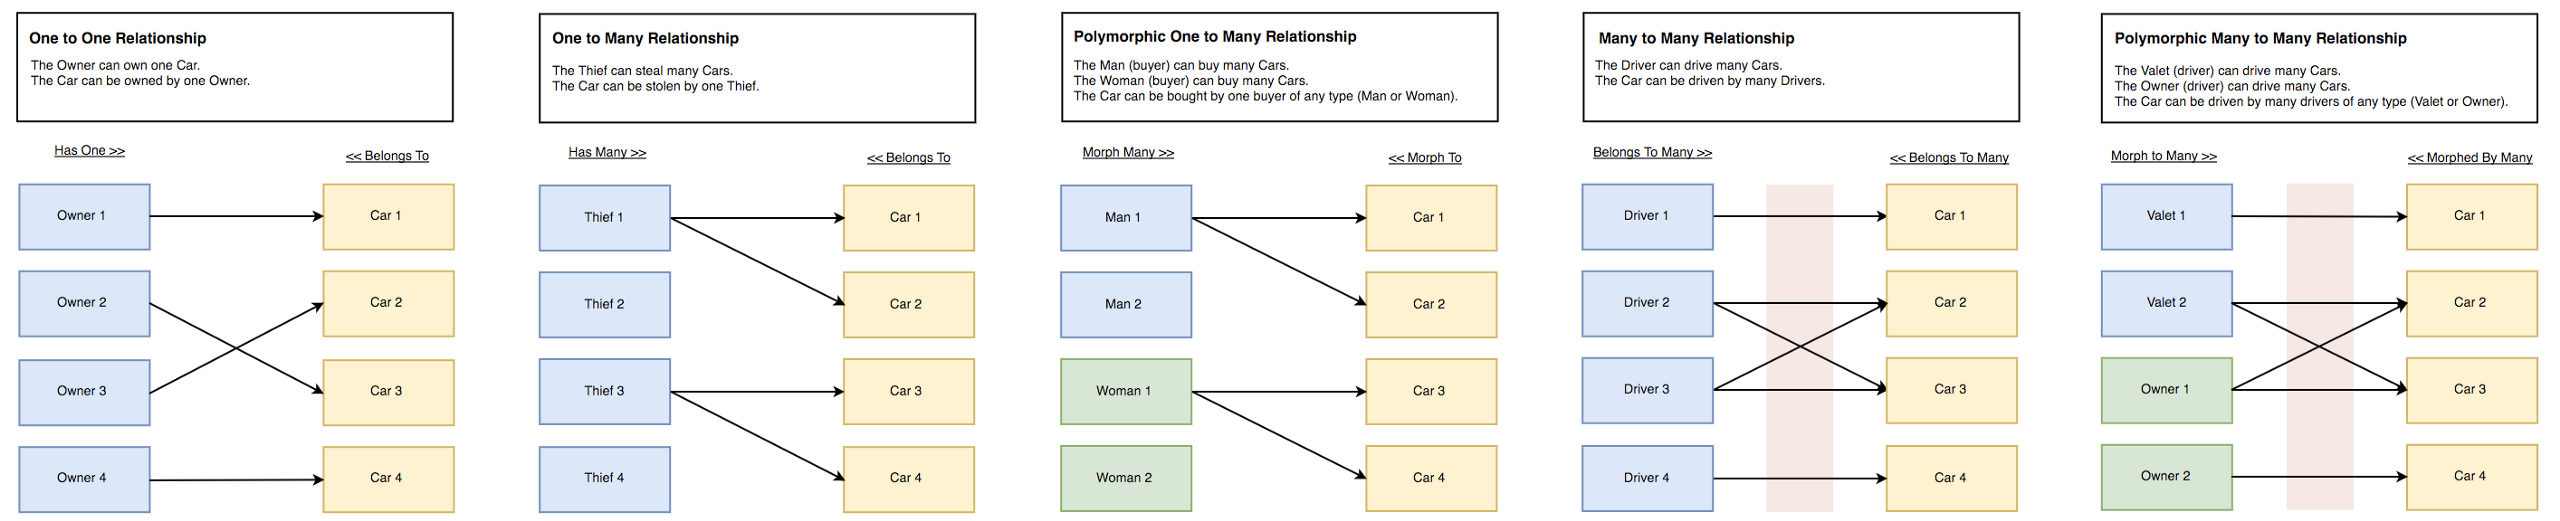 One to One Relationship
The Owner can own one Car.
The Car can be owned by one Owner.
Has One >>
<< Belongs To
Owner 1
Car 1
Owner 2
Car 2
Owner 3
Car 3
Owner 4
Car 4
One to Many Relationship
The Thief can steal many Cars.
The Car can be stolen by one Thief.
Has Many >>
<< Belongs To
Thief 1
Car 1
Thief 2
Car 2
Thief 3
Car 3
Thief 4
Car 4
Polymorphic One to Many Relationship
The Man (buyer) can buy many Cars.
The Woman (buyer) can buy many Cars.
The Car can be bought by one buyer of any type (Man or Woman).
Morph Many >>
<< Morph To
Man 1
Car 1
Man 2
Car 2
Woman 1
Car 3
Woman 2
Car 4
Many to Many Relationship
The Driver can drive many Cars.
The Car can be driven by many Drivers.
Belongs To Many >>
<< Belongs To Many
Driver 1
Car 1
Driver 2
Car 2
Driver 3
Car 3
Driver 4
Car 4
Polymorphic Many to Many Relationship
The Valet (driver) can drive many Cars.
The Owner (driver) can drive many Cars.
The Car can be driven by many drivers of any type (Valet or Owner).
Morph to Many >>
<< Morphed By Many
Valet 1
Car 1
Valet 2
Car 2
Owner 1
Car 3
Owner 2
Car 4